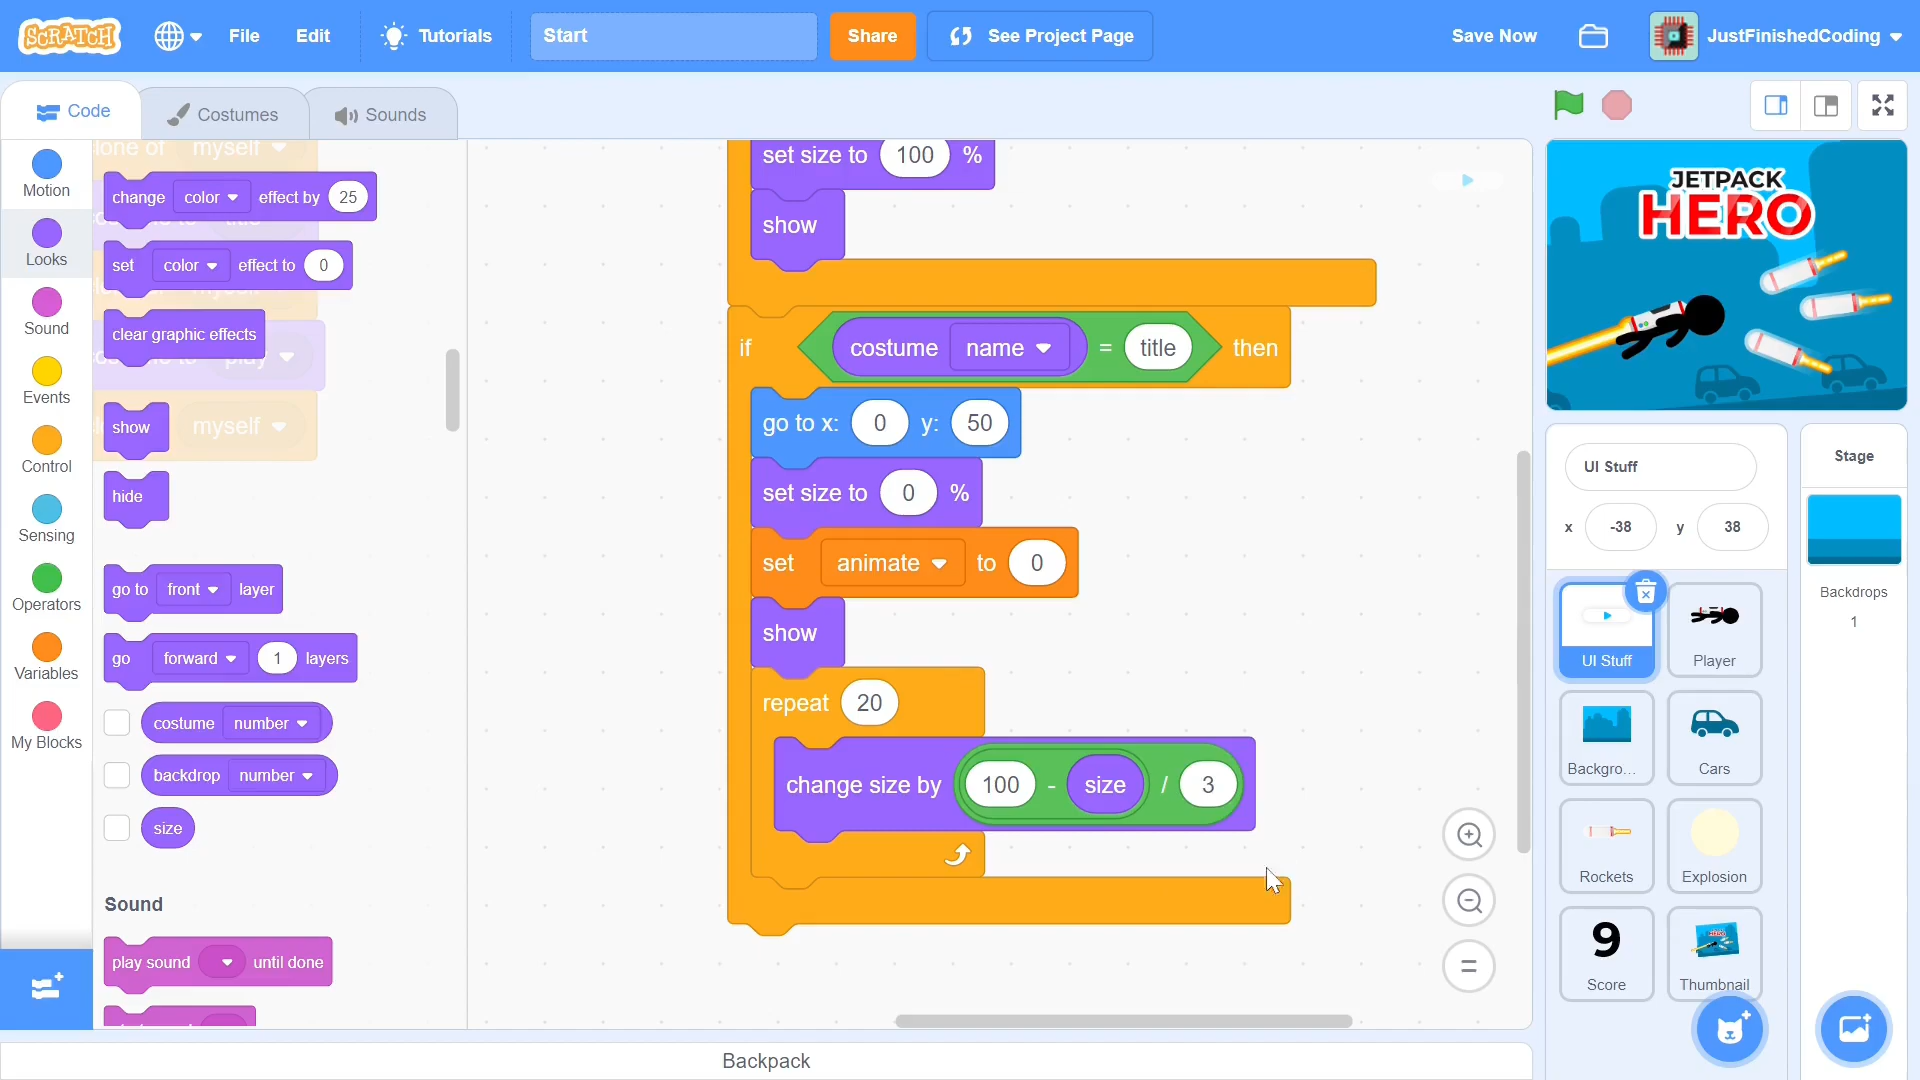 SCRATCH File Edit Tutorials Start Share See Project Page Save Now JustFinishedCoding
Code Costumes Sounds
Motion
Looks
Sound
Events
Control
Sensing
Operators
Variables
My Blocks
lone of myself
change color effect by 25
set color effect to 0
clear graphic effects
play
show
myself
hide
go to front layer
go forward 1 layers
costume number
backdrop number
size
Sound
play sound until done
set size to 100 %
show
if costume name = title then
go to x: 0 y: 50
set size to 0 %
set animate to 0
show
repeat 20
change size by 100 - size / 3
JETPACK
HERO
UI Stuff
x -38 y 38
Stage
Backdrops
1
UI Stuff
Player
Backgro...
Cars
Rockets
Explosion
9
Score
HERO
Thumbnail
Backpack